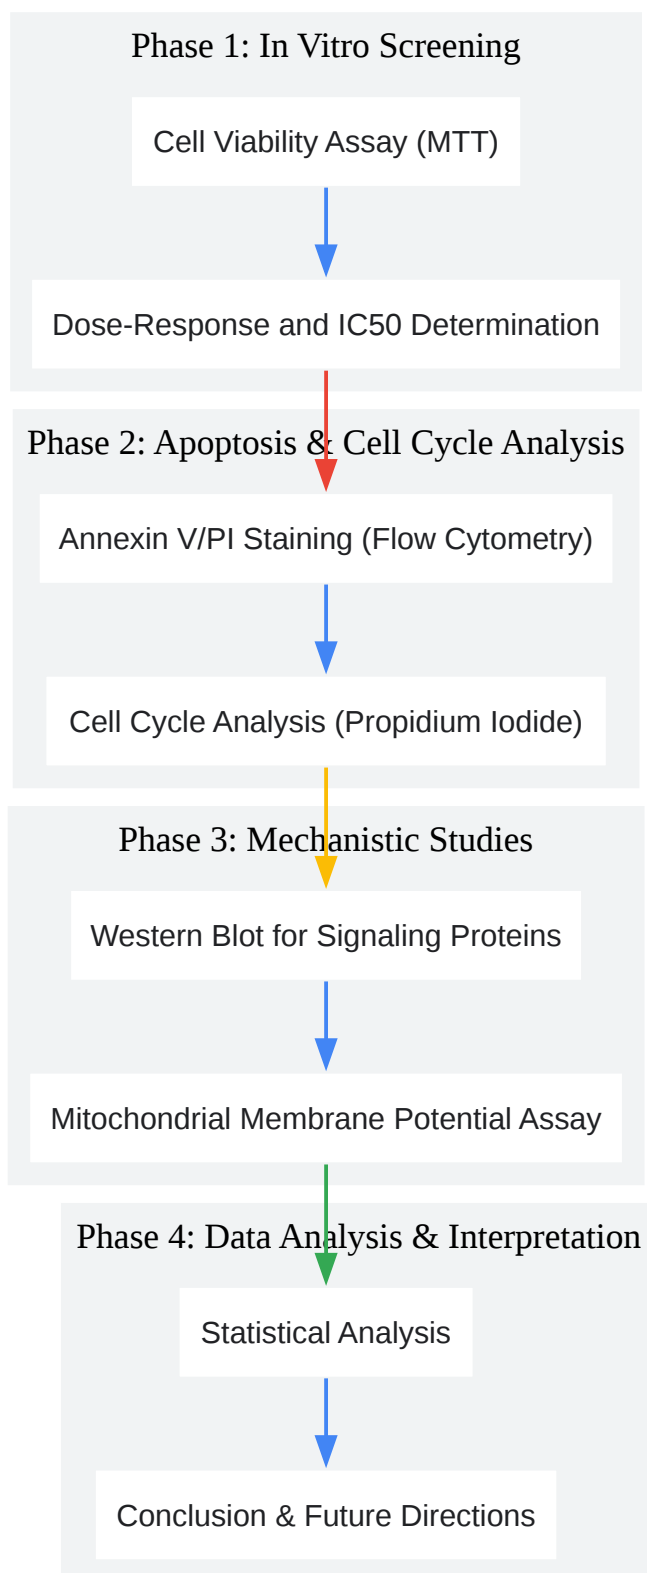 Phase 1: In Vitro Screening
Cell Viability Assay (MTT)
Dose-Response and IC50 Determination
Phase 2: Apoptosis & Cell Cycle Analysis
Annexin V/PI Staining (Flow Cytometry)
Cell Cycle Analysis (Propidium Iodide)
Phase 3: Mechanistic Studies
Western Blot for Signaling Proteins
Mitochondrial Membrane Potential Assay
Phase 4: Data Analysis & Interpretation
Statistical Analysis
Conclusion & Future Directions